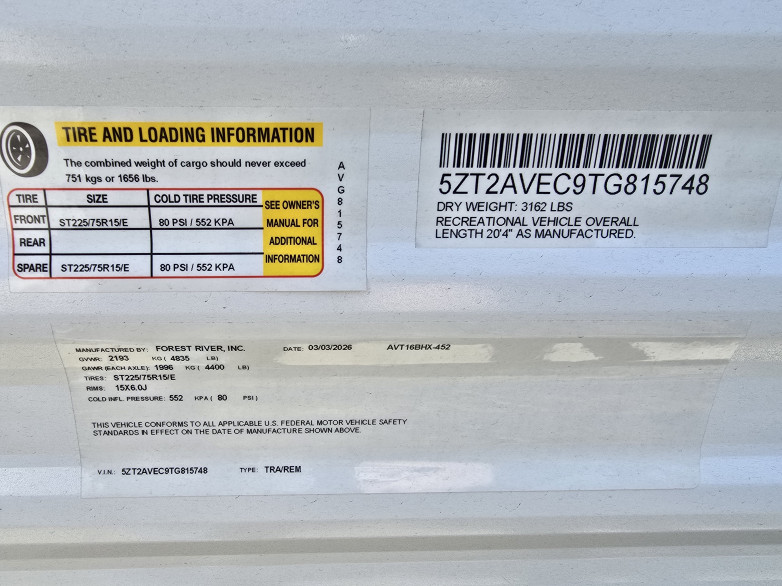 TIRE AND LOADING INFORMATION
The combined weight of cargo should never exceed
751 kgs or 1656 lbs.
TIRE SIZE COLD TIRE PRESSURE SEE OWNER'S MANUAL FOR ADDITIONAL INFORMATION
FRONT ST225/75R15/E 80 PSI / 552 KPA
REAR
SPARE ST225/75R15/E 80 PSI / 552 KPA
AVG815748
5ZT2AVEC9TG815748
DRY WEIGHT: 3162 LBS
RECREATIONAL VEHICLE OVERALL
LENGTH 20'4" AS MANUFACTURED.
MANUFACTURED BY: FOREST RIVER, INC. DATE: 03/03/2026 AVT16BHX-452
GVWR: 2193 KG ( 4835 LB)
GAWR (EACH AXLE): 1996 KG ( 4400 LB)
TIRES: ST225/75R15/E
RIMS: 15X6.0J
COLD INFL. PRESSURE: 552 KPA ( 80 PSI )
THIS VEHICLE CONFORMS TO ALL APPLICABLE U.S. FEDERAL MOTOR VEHICLE SAFETY
STANDARDS IN EFFECT ON THE DATE OF MANUFACTURE SHOWN ABOVE.
V.I.N.: 5ZT2AVEC9TG815748 TYPE: TRA/REM